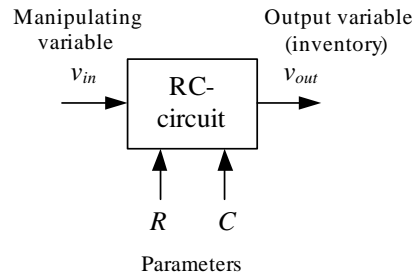 Manipulating
variable
v_in
Output variable
(inventory)
v_out
RC-
circuit
R C
Parameters